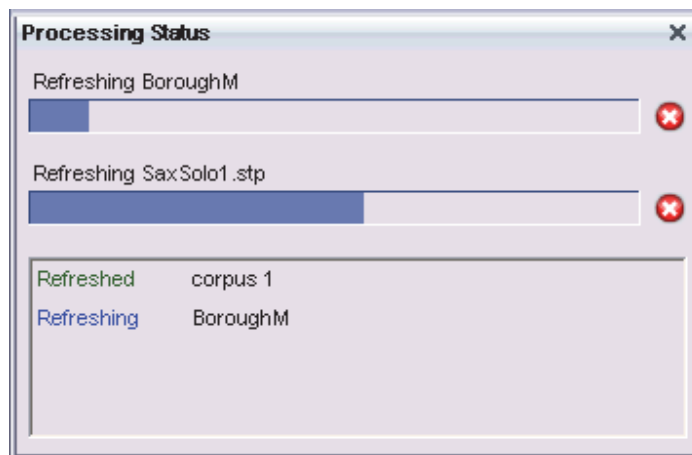 Processing Status
Refreshing BoroughM
Refreshing SaxSolo1.stp
Refreshed corpus 1
Refreshing BoroughM